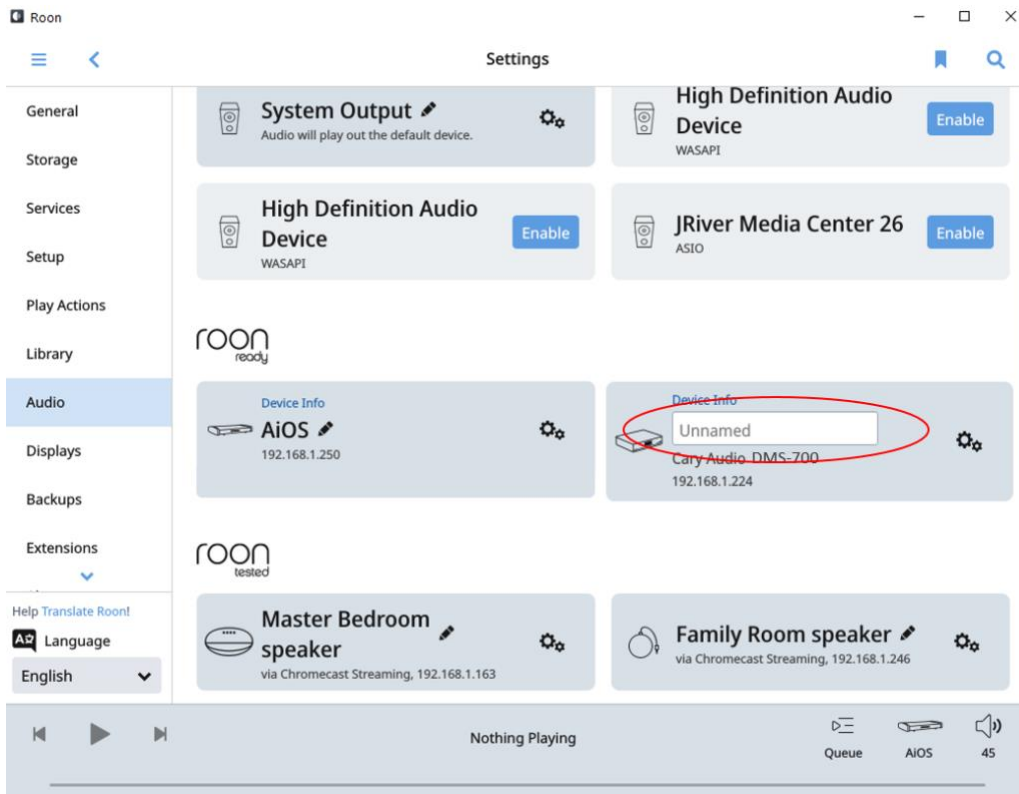 Roon
Settings
General
Storage
Services
Setup
Play Actions
Library
Audio
Displays
Backups
Extensions
Help Translate Roon!
Language
English
System Output
Audio will play out the default device.
High Definition Audio
Device
WASAPI
Enable
High Definition Audio
Device
WASAPI
Enable
JRiver Media Center 26
ASIO
Enable
roon
ready
Device Info
AiOS
192.168.1.250
Device Info
Unnamed
Cary Audio DMS-700
192.168.1.224
roon
tested
Master Bedroom
speaker
via Chromecast Streaming, 192.168.1.163
Family Room speaker
via Chromecast Streaming, 192.168.1.246
Nothing Playing
Queue
AiOS
45